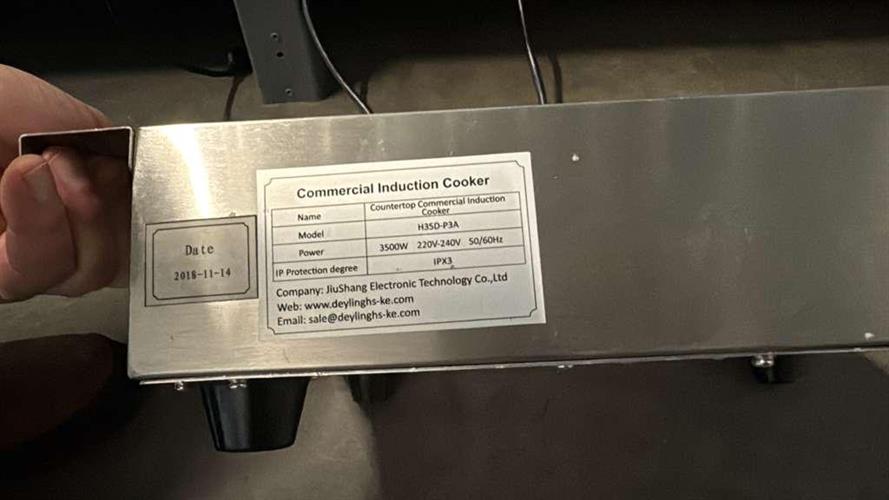 Date
2018-11-14
Commercial Induction Cooker
Name Countertop Commercial Induction Cooker
Model H35D-P3A
Power 3500W 220V-240V 50/60Hz
IP Protection degree IPX3
Company: JiuShang Electronic Technology Co.,Ltd
Web: www.deylinghs-ke.com
Email: sale@deylinghs-ke.com